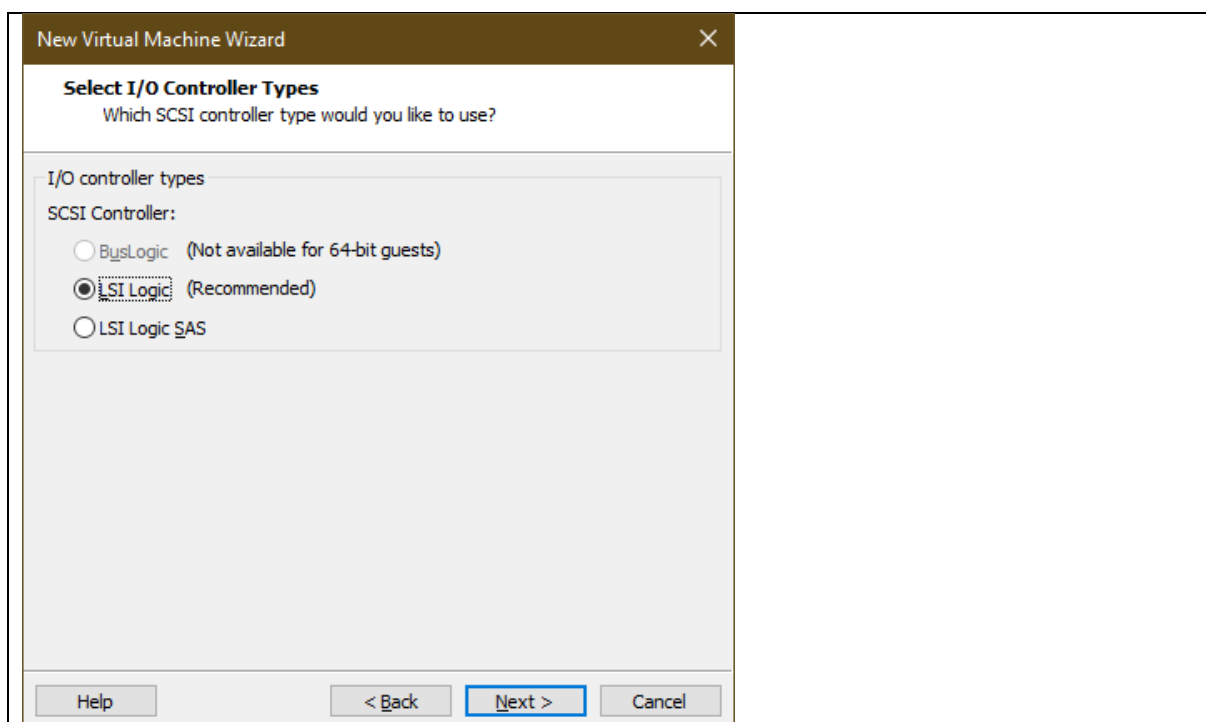 New Virtual Machine Wizard
Select I/O Controller Types
Which SCSI controller type would you like to use?
I/O controller types
SCSI Controller:
BusLogic (Not available for 64-bit guests)
LSI Logic (Recommended)
LSI Logic SAS
Help < Back Next > Cancel